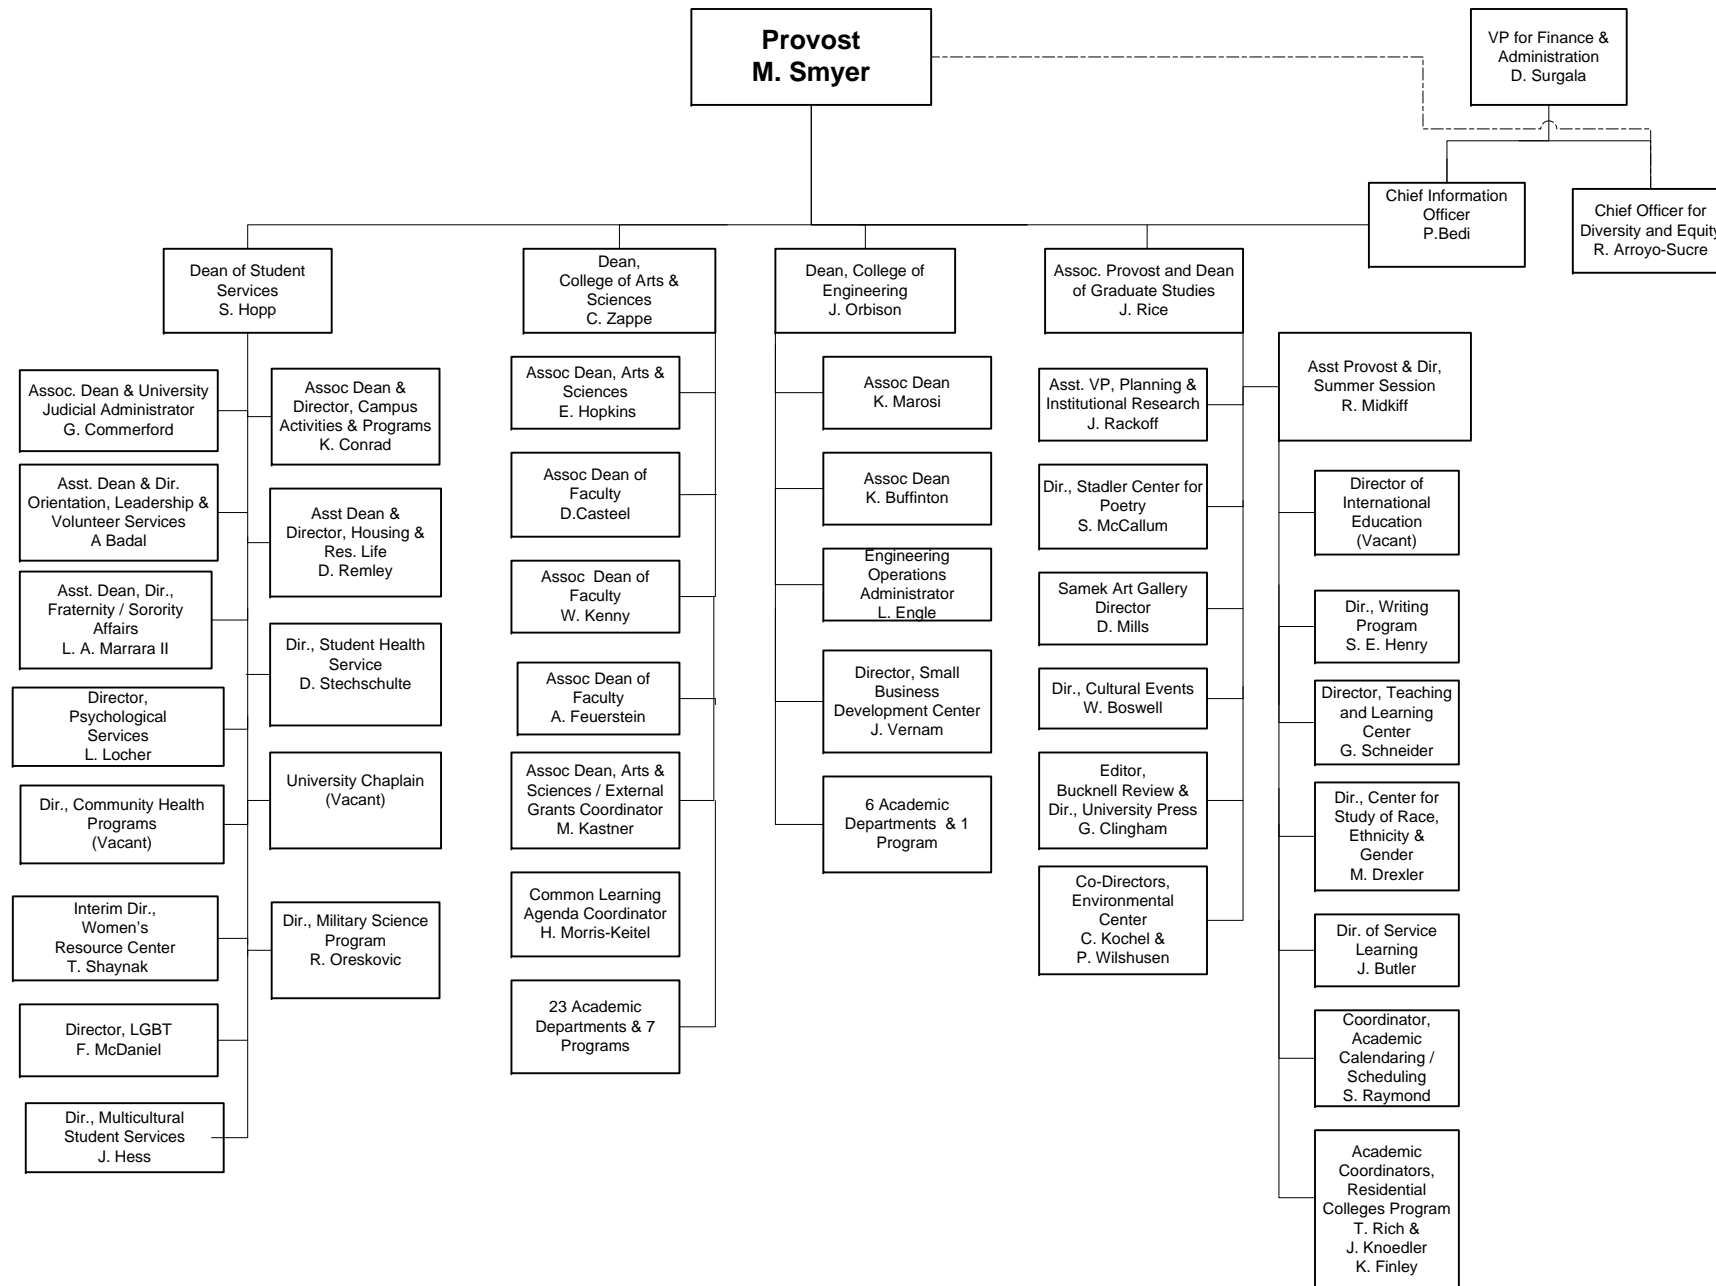 Provost
M. Smyer
VP for Finance &
Administration
D. Surgala
Chief Information
Officer
P.Bedi
Chief Officer for
Diversity and Equity
R. Arroyo-Sucre
Dean of Student
Services
S. Hopp
Dean,
College of Arts &
Sciences
C. Zappe
Dean, College of
Engineering
J. Orbison
Assoc. Provost and Dean
of Graduate Studies
J. Rice
Assoc. Dean & University
Judicial Administrator
G. Commerford
Assoc Dean &
Director, Campus
Activities & Programs
K. Conrad
Asst. Dean & Dir.
Orientation, Leadership &
Volunteer Services
A Badal
Asst Dean &
Director, Housing &
Res. Life
D. Remley
Asst. Dean, Dir.,
Fraternity / Sorority
Affairs
L. A. Marrara II
Dir., Student Health
Service
D. Stechschulte
Director,
Psychological
Services
L. Locher
University Chaplain
(Vacant)
Dir., Community Health
Programs
(Vacant)
Interim Dir.,
Women's
Resource Center
T. Shaynak
Dir., Military Science
Program
R. Oreskovic
Director, LGBT
F. McDaniel
Dir., Multicultural
Student Services
J. Hess
Assoc Dean, Arts &
Sciences
E. Hopkins
Assoc Dean of
Faculty
D.Casteel
Assoc  Dean of
Faculty
W. Kenny
Assoc Dean of
Faculty
A. Feuerstein
Assoc Dean, Arts &
Sciences / External
Grants Coordinator
M. Kastner
Common Learning
Agenda Coordinator
H. Morris-Keitel
23 Academic
Departments & 7
Programs
Assoc Dean
K. Marosi
Assoc Dean
K. Buffinton
Engineering
Operations
Administrator
L. Engle
Director, Small
Business
Development Center
J. Vernam
6 Academic
Departments  & 1
Program
Asst. VP, Planning &
Institutional Research
J. Rackoff
Dir., Stadler Center for
Poetry
S. McCallum
Samek Art Gallery
Director
D. Mills
Dir., Cultural Events
W. Boswell
Editor,
Bucknell Review &
Dir., University Press
G. Clingham
Co-Directors,
Environmental
Center
C. Kochel &
P. Wilshusen
Asst Provost & Dir,
Summer Session
R. Midkiff
Director of
International
Education
(Vacant)
Dir., Writing
Program
S. E. Henry
Director, Teaching
and Learning
Center
G. Schneider
Dir., Center for
Study of Race,
Ethnicity &
Gender
M. Drexler
Dir. of Service
Learning
J. Butler
Coordinator,
Academic
Calendaring /
Scheduling
S. Raymond
Academic
Coordinators,
Residential
Colleges Program
T. Rich &
J. Knoedler
K. Finley